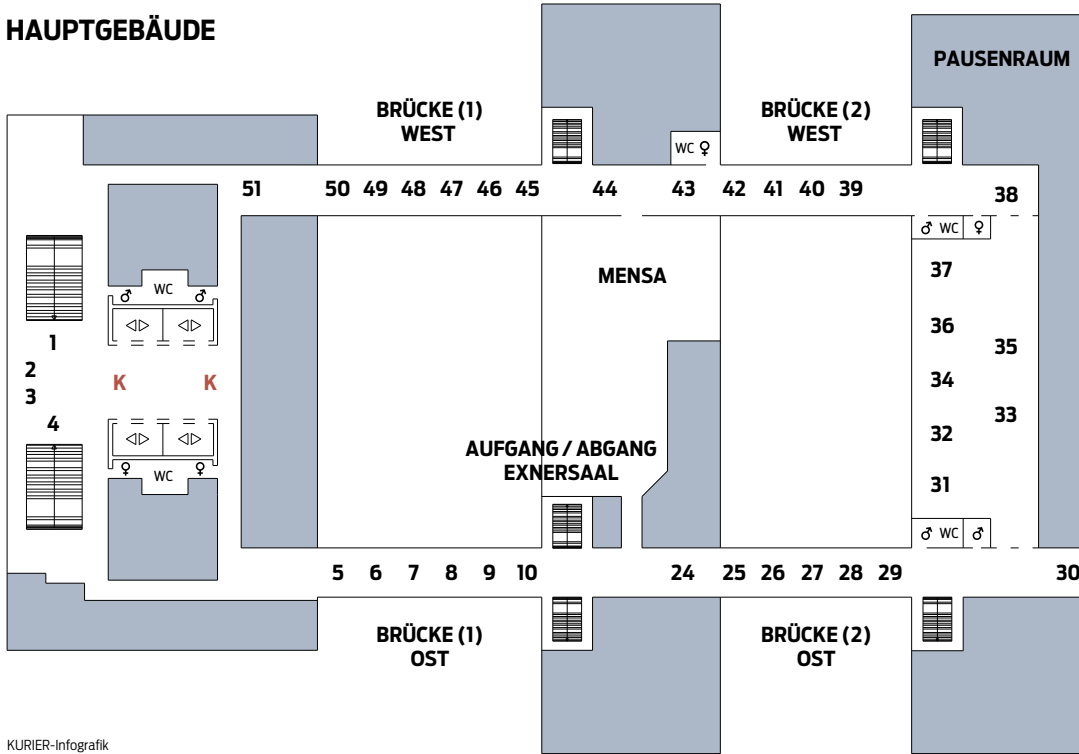 HAUPTGEBÄUDE
PAUSENRAUM
BRÜCKE (1)
WEST
BRÜCKE (2)
WEST
WC ♀
51 50 49 48 47 46 45 44 43 42 41 40 39 38
♂ WC ♀
MENSA
37
♂ WC ♂
36
1
35
2
K K
34
3
4
33
32
AUFGANG / ABGANG
EXNERSAAL
♀ WC ♀
31
♂ WC ♂
5 6 7 8 9 10 24 25 26 27 28 29 30
BRÜCKE (1)
OST
BRÜCKE (2)
OST
KURIER-Infografik